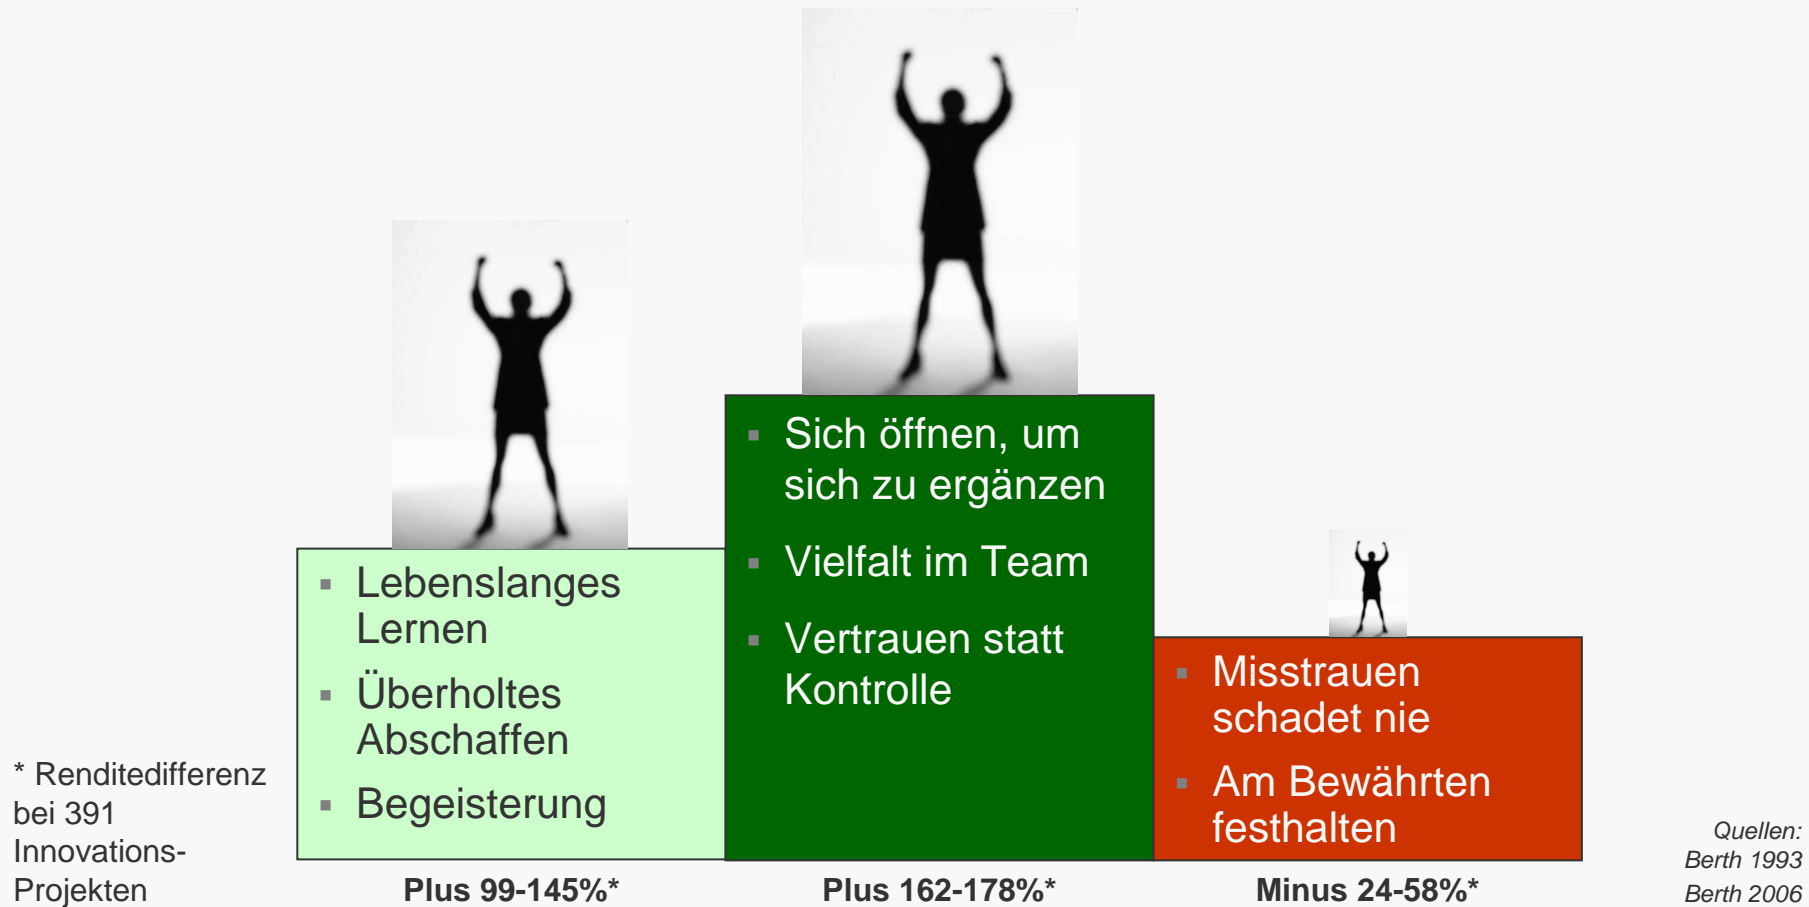 Lebenslanges
Lernen
Überholtes
Abschaffen
Begeisterung
Plus 99-145%*
Sich öffnen, um
sich zu ergänzen
Vielfalt im Team
Vertrauen statt
Kontrolle
Plus 162-178%*
Misstrauen
schadet nie
Am Bewährten
festhalten
Minus 24-58%*
* Renditedifferenz
bei 391
Innovations-
Projekten
Quellen:
Berth 1993
Berth 2006